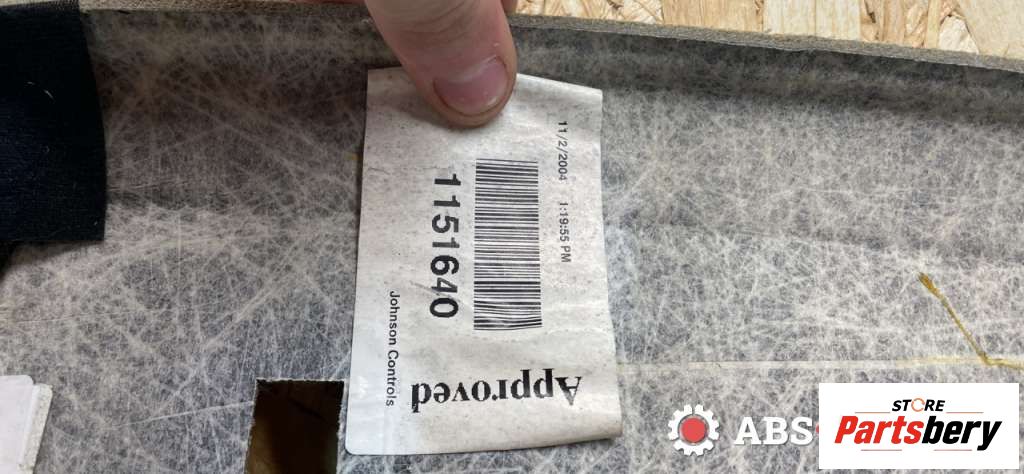 11/2/2004 1:19:55 PM
1151640
Johnson Controls
Approved
ABS
STORE
Partsbery